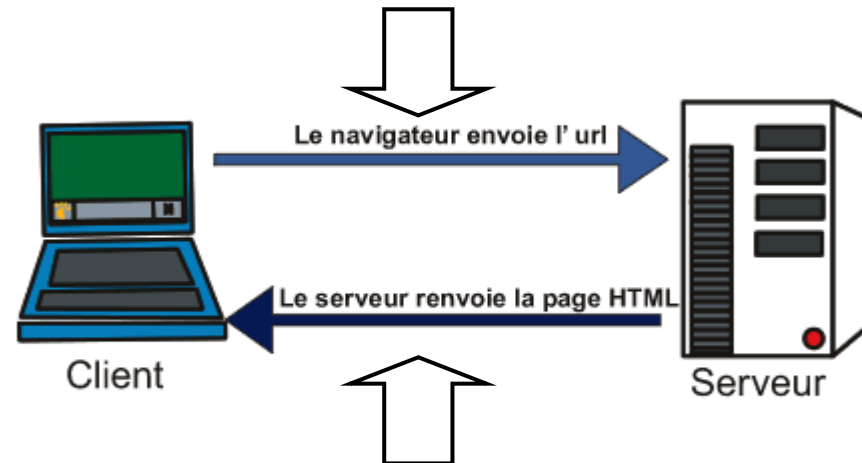 Le navigateur envoie l' url
Le serveur renvoie la page HTML
Client
Serveur